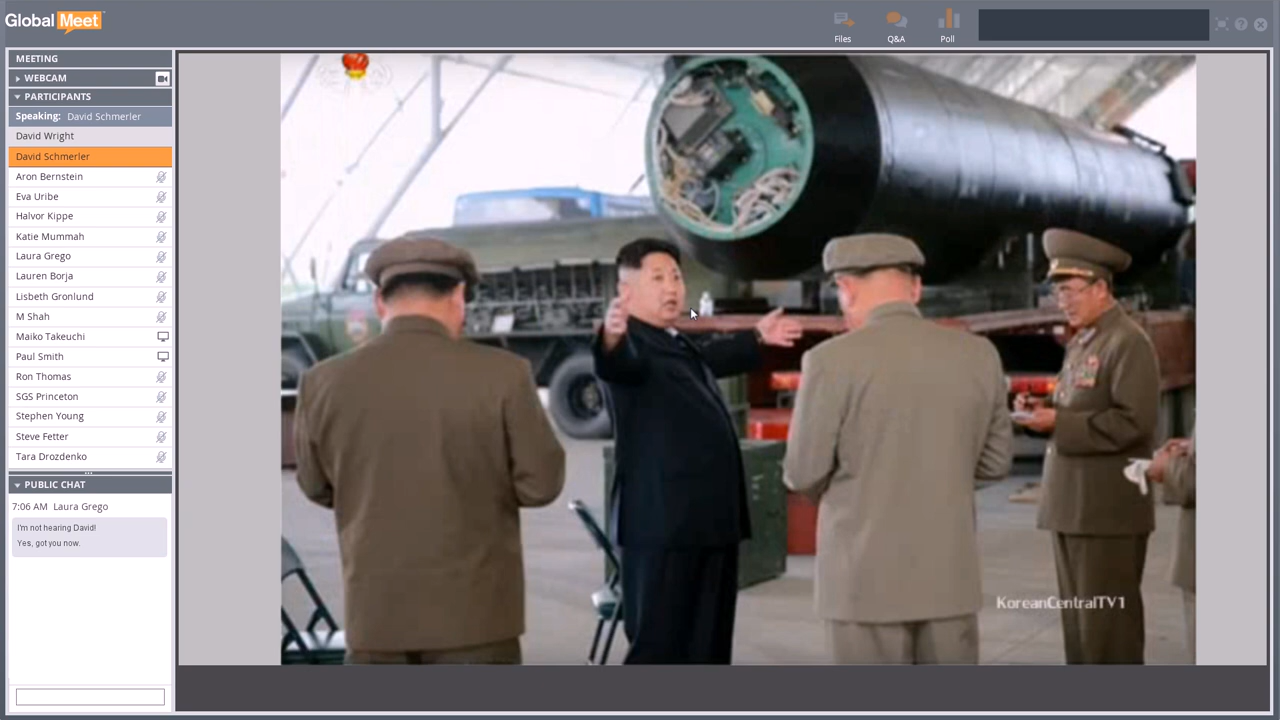 Global Meet
Files
Q&A
Poll
MEETING
WEBCAM
PARTICIPANTS
Speaking: David Schmerler
David Wright
David Schmerler
Aron Bernstein
Eva Uribe
Halvor Kippe
Katie Mummah
Laura Grego
Lauren Borja
Lisbeth Gronlund
M Shah
Maiko Takeuchi
Paul Smith
Ron Thomas
SGS Princeton
Stephen Young
Steve Fetter
Tara Drozdenko
PUBLIC CHAT
7:06 AM Laura Grego
I'm not hearing David!
Yes, got you now.
KoreanCentralTV1